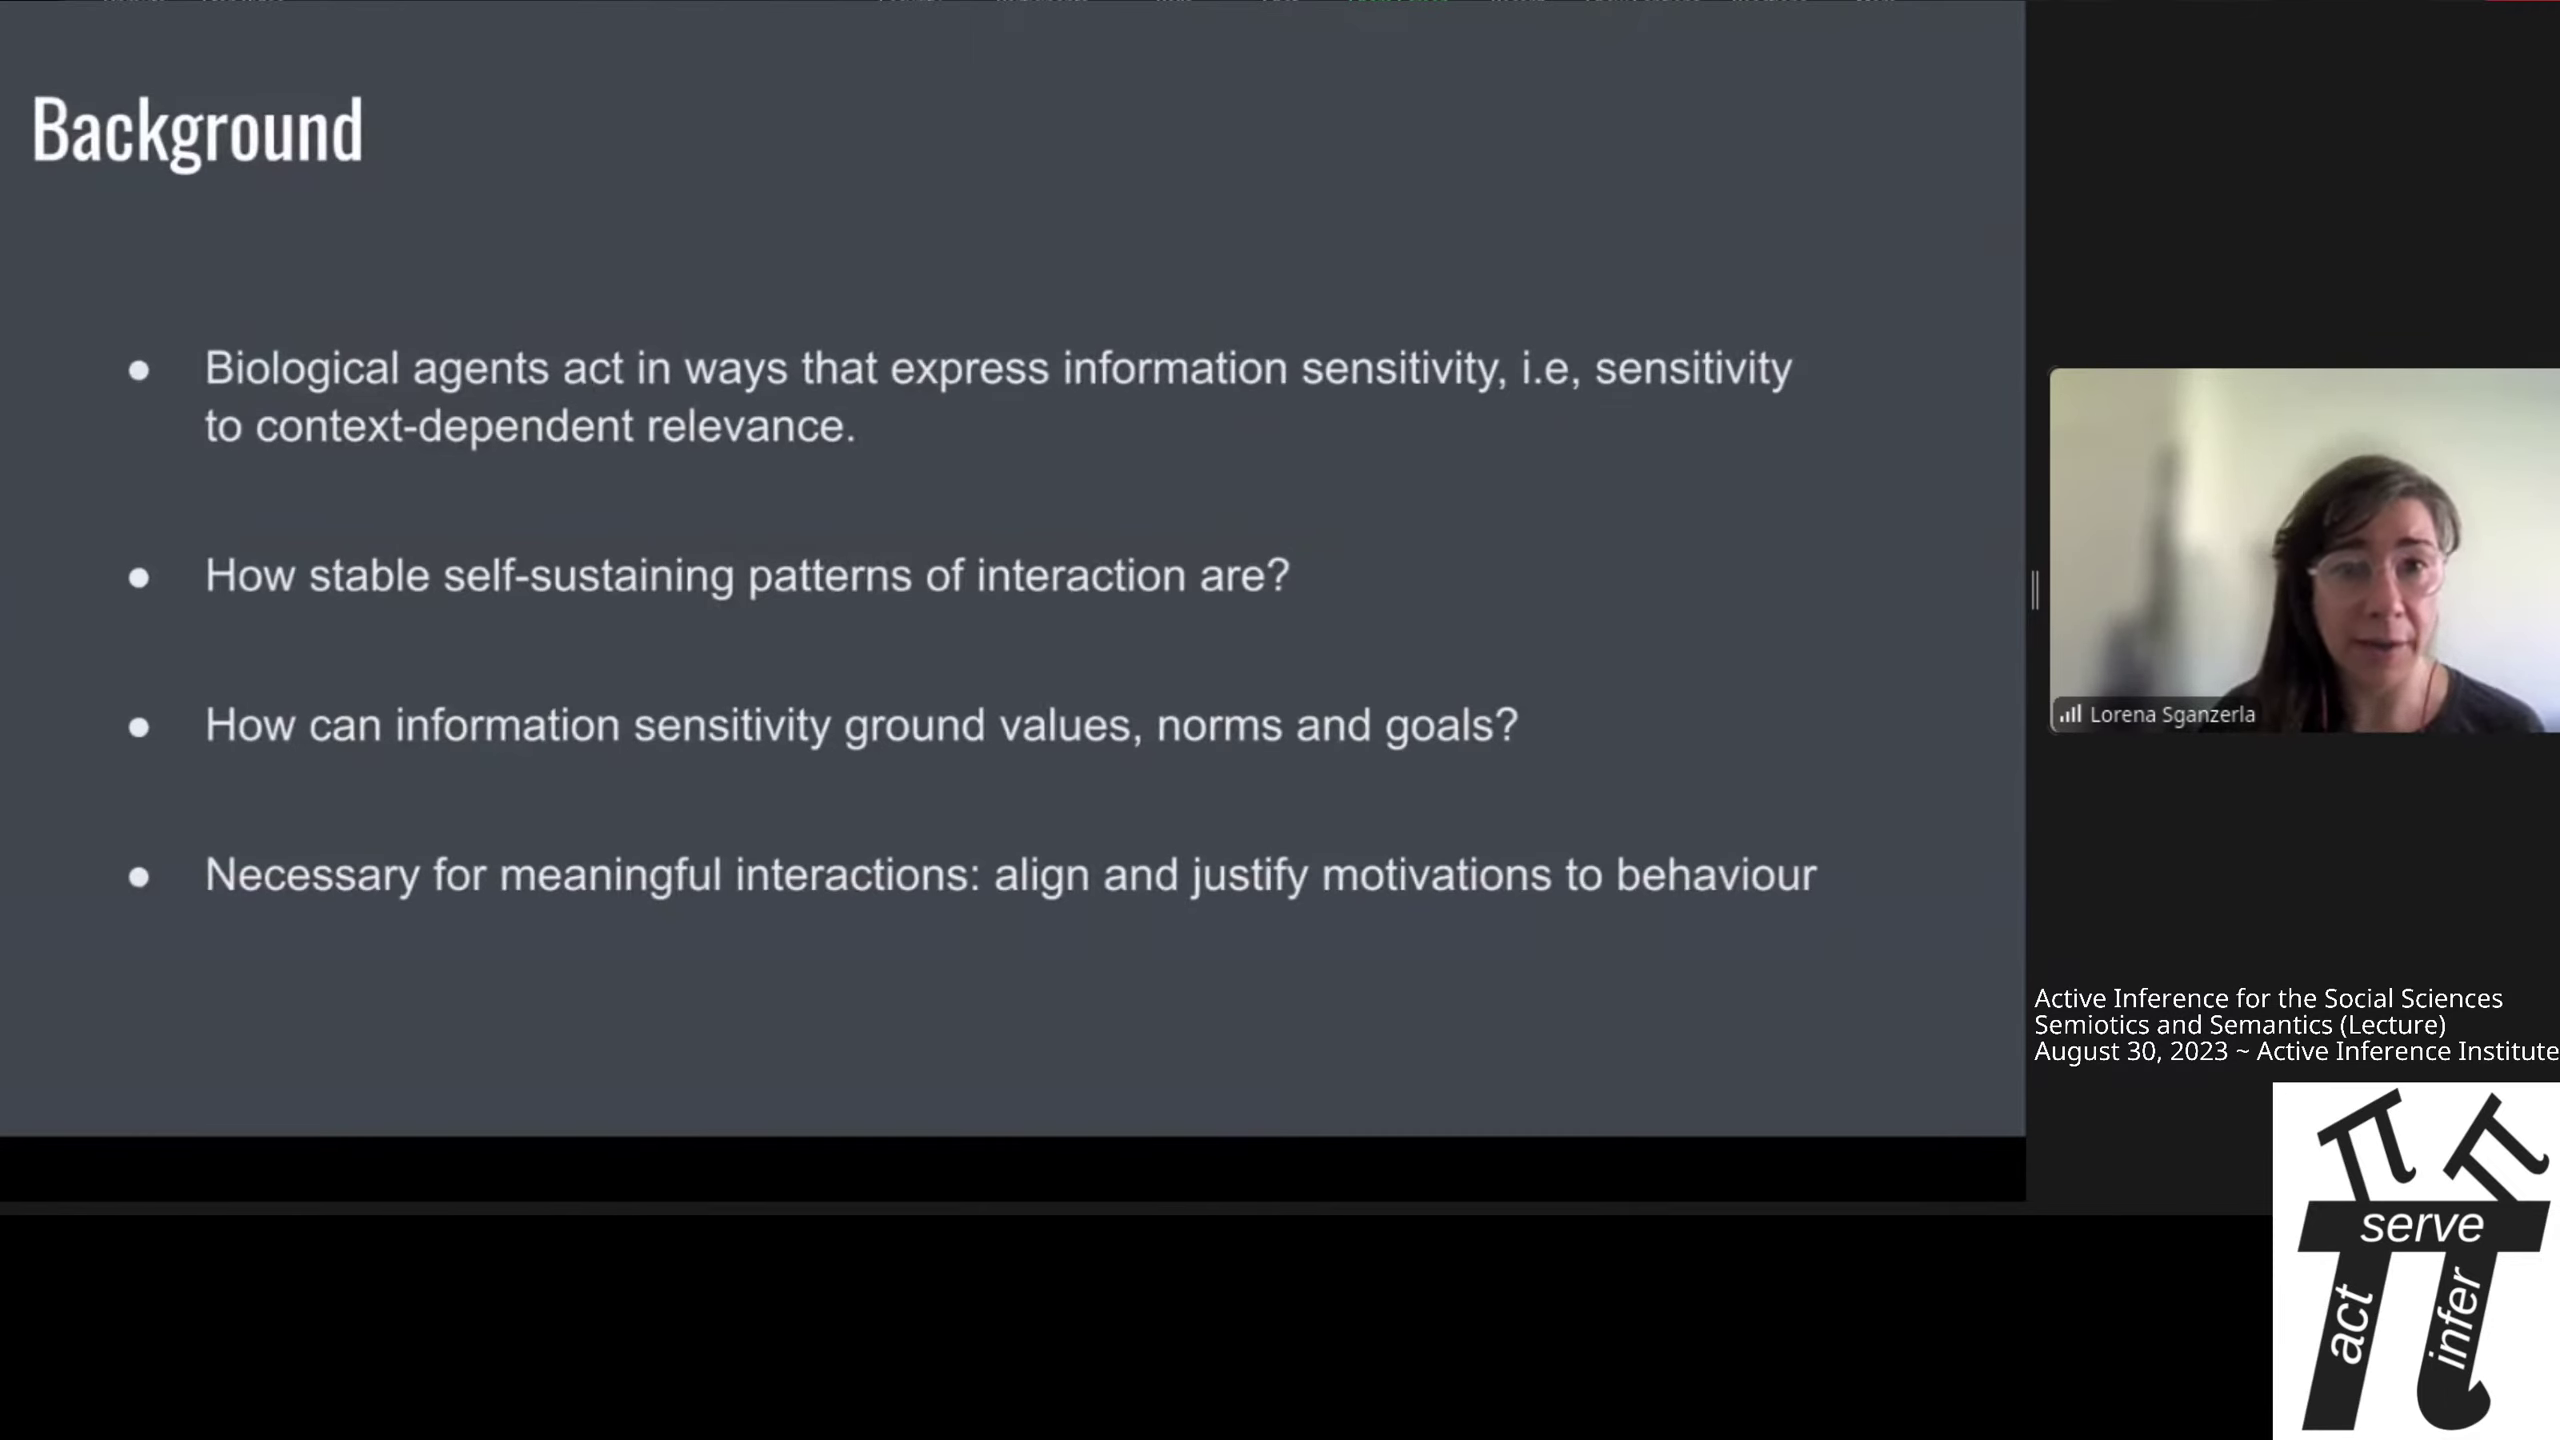 Background
● Biological agents act in ways that express information sensitivity, i.e, sensitivity
to context-dependent relevance.
● How stable self-sustaining patterns of interaction are?
● How can information sensitivity ground values, norms and goals?
● Necessary for meaningful interactions: align and justify motivations to behaviour
Lorena Sganzerla
Active Inference for the Social Sciences
Semiotics and Semantics (Lecture)
August 30, 2023 ~ Active Inference Institute
serve
act
infer